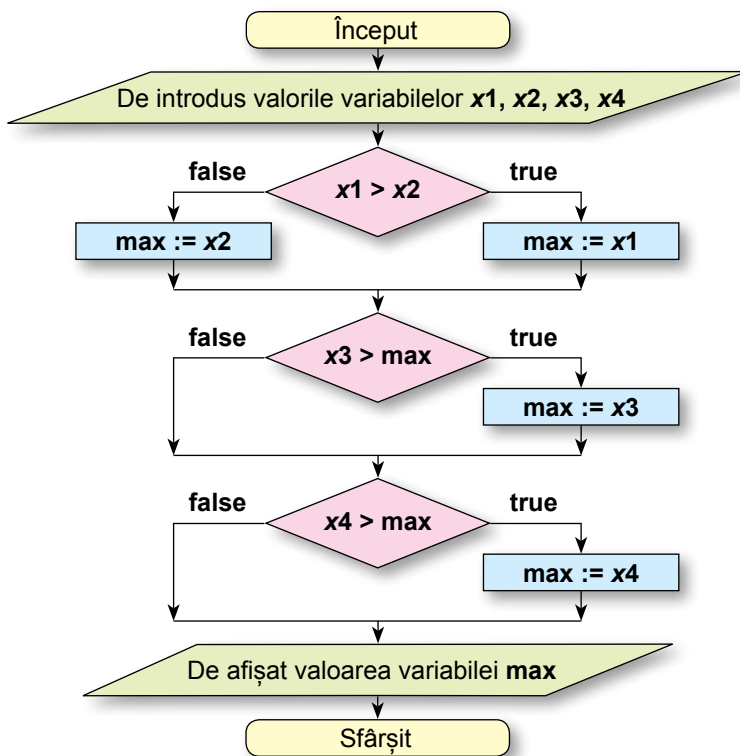 Început
De introdus valorile variabilelor x1, x2, x3, x4
false
true
x1 > x2
max := x2
max := x1
false
true
x3 > max
max := x3
false
true
x4 > max
max := x4
De afișat valoarea variabilei max
Sfârșit